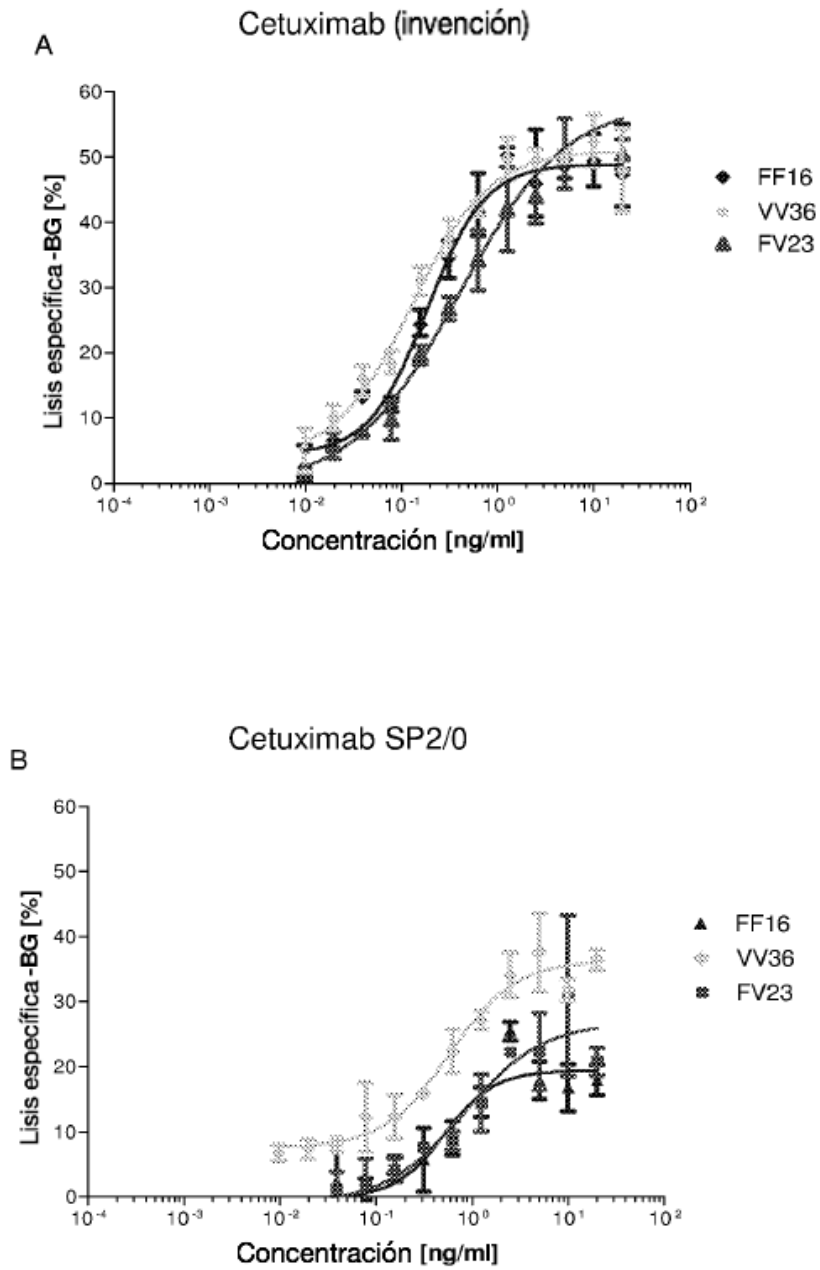 Cetuximab (invención)
A
60
50
40
30
20
10
0
Lisis específica -BG [%]
10⁻⁴ 10⁻³ 10⁻² 10⁻¹ 10⁰ 10¹ 10²
Concentración [ng/ml]
FF16
VV36
FV23
Cetuximab SP2/0
B
60
50
40
30
20
10
0
Lisis específica -BG [%]
10⁻⁴ 10⁻³ 10⁻² 10⁻¹ 10⁰ 10¹ 10²
Concentración [ng/ml]
FF16
VV36
FV23